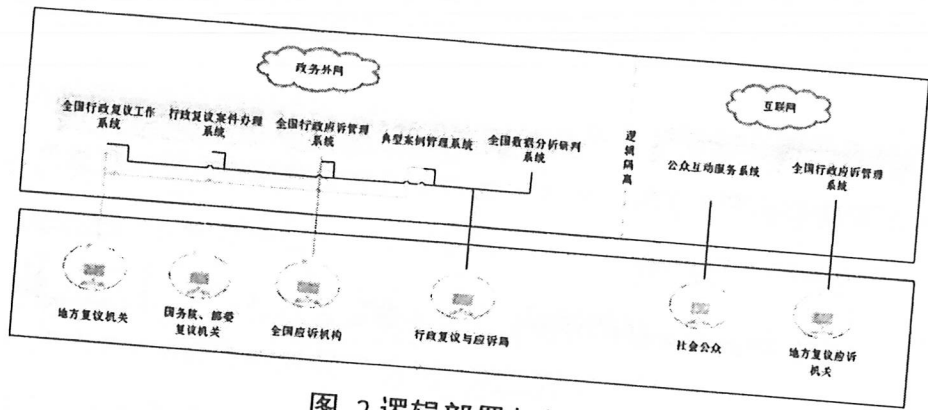 政务外网
互联网
全国行政复议工作
系统
行政复议案件办理
系统
全国行政应诉管理
系统
典型案例管理系统
全国数据分析研判
系统
逻
辑
隔
离
公众互动服务系统
全国行政应诉管理
系统
地方复议机关
国务院、部委
复议机关
全国应诉机构
行政复议与应诉局
社会公众
地方复议应诉
机关
图 2 逻辑部署